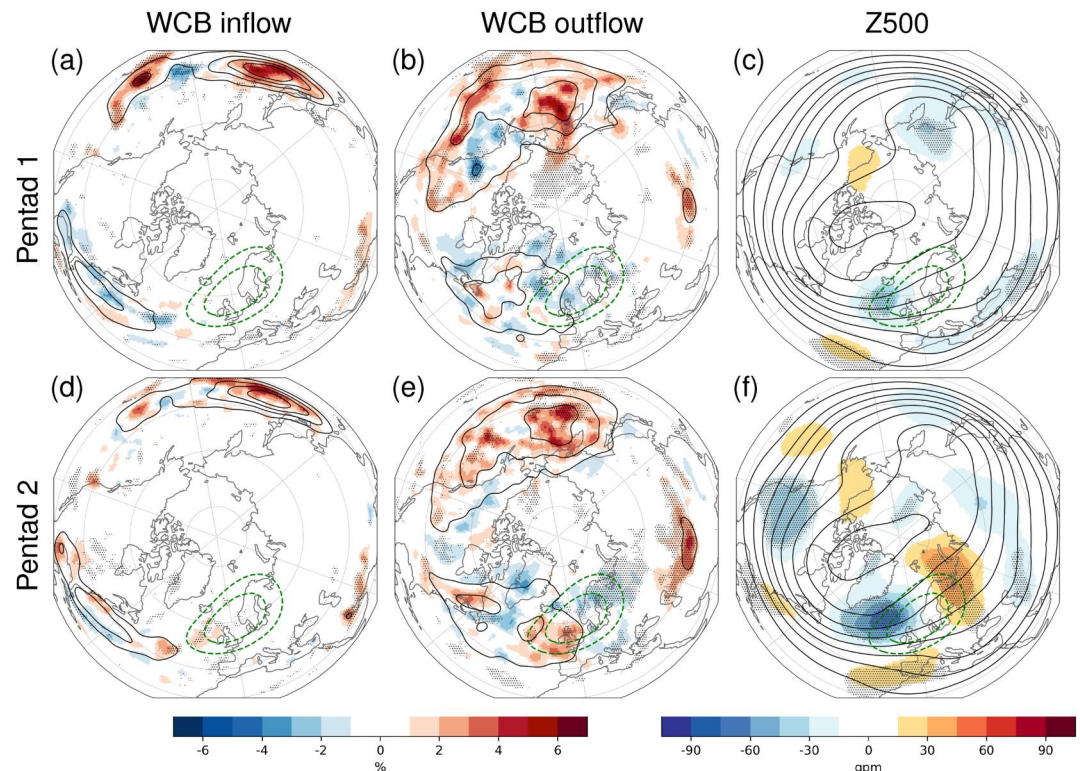 WCB inflow WCB outflow Z500
(a) (b) (c)
Pentad 1
(d) (e) (f)
Pentad 2
-6 -4 -2 0 2 4 6 -90 -60 -30 0 30 60 90
% gpm